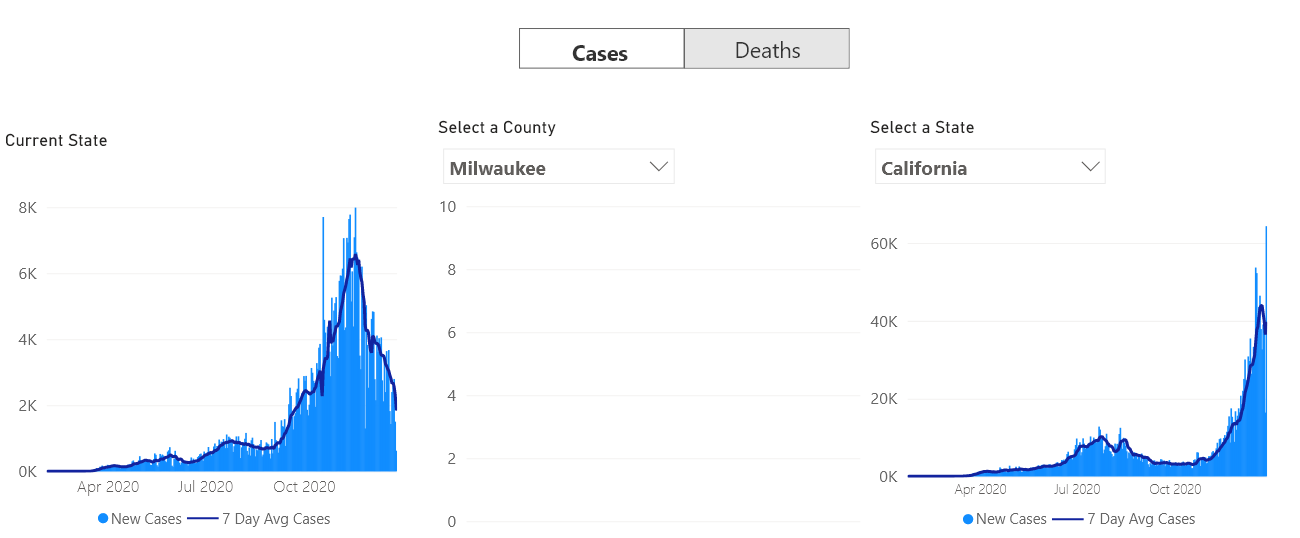 Cases
Deaths
Current State
8K
6K
4K
2K
0K
Apr 2020
Jul 2020
Oct 2020
New Cases
7 Day Avg Cases
Select a County
Milwaukee
10
8
6
4
2
0
Select a State
California
60K
40K
20K
0K
Apr 2020
Jul 2020
Oct 2020
New Cases
7 Day Avg Cases